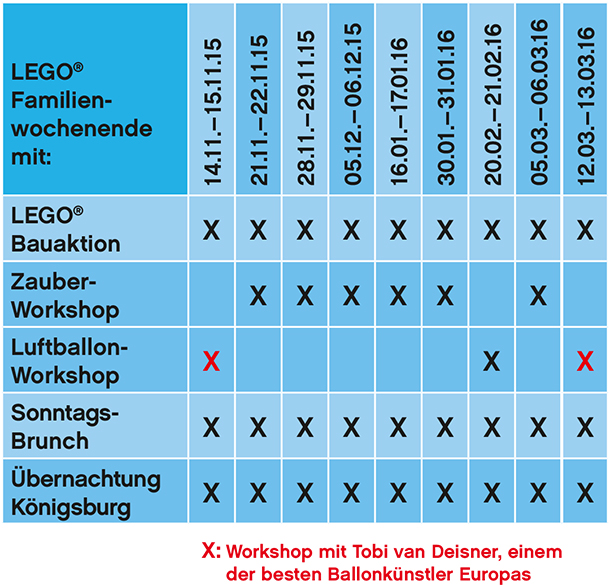 LEGO®
Familien-
wochenende
mit:
14.11.–15.11.15
21.11.–22.11.15
28.11.–29.11.15
05.12.–06.12.15
16.01.–17.01.16
30.01.–31.01.16
20.02.–21.02.16
05.03.–06.03.16
12.03.–13.03.16
LEGO®
Bauaktion
X X X X X X X X X
Zauber-
Workshop
X X X X X X
Luftballon-
Workshop
X X X
Sonntags-
Brunch
X X X X X X X X X
Übernachtung
Königsburg
X X X X X X X X X
X: Workshop mit Tobi van Deisner, einem
der besten Ballonkünstler Europas